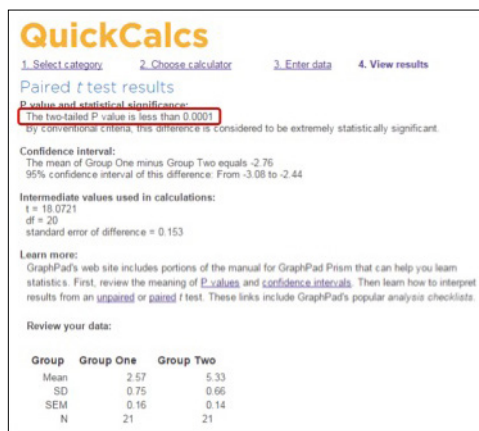 QuickCalcs
1. Select category 2. Choose calculator 3. Enter data 4. View results
Paired t test results
P value and statistical significance:
The two-tailed P value is less than 0.0001
By conventional criteria, this difference is considered to be extremely statistically significant.
Confidence interval:
The mean of Group One minus Group Two equals -2.76
95% confidence interval of this difference: From -3.08 to -2.44
Intermediate values used in calculations:
t = 18.0721
df = 20
standard error of difference = 0.153
Learn more:
GraphPad's web site includes portions of the manual for GraphPad Prism that can help you learn
statistics. First, review the meaning of P values and confidence intervals. Then learn how to interpret
results from an unpaired or paired t test. These links include GraphPad's popular analysis checklists.
Review your data:
Group Group One Group Two
Mean 2.57 5.33
SD 0.75 0.66
SEM 0.16 0.14
N 21 21